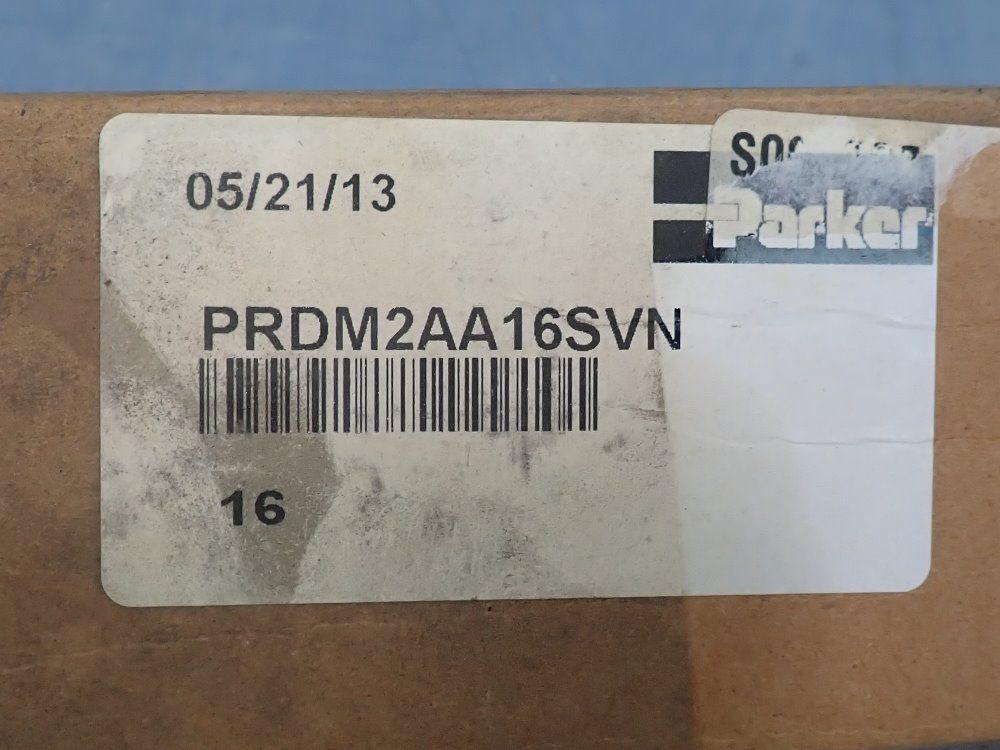 05/21/13
Parker
PRDM2AA16SVN
16